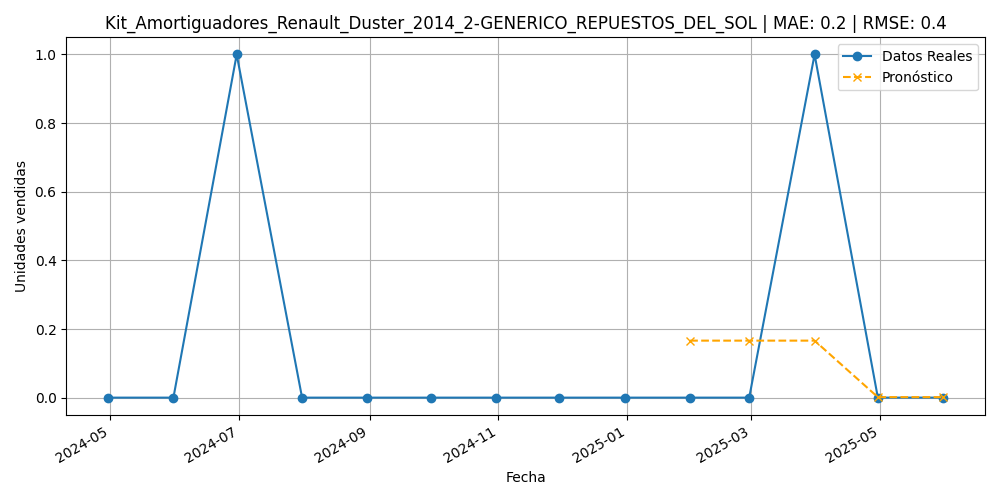 Kit_Amortiguadores_Renault_Duster_2014_2-GENERICO_REPUESTOS_DEL_SOL | MAE: 0.2 | RMSE: 0.4
Datos Reales
Pronóstico
Unidades vendidas
1.0
0.8
0.6
0.4
0.2
0.0
2024-05
2024-07
2024-09
2024-11
2025-01
2025-03
2025-05
Fecha